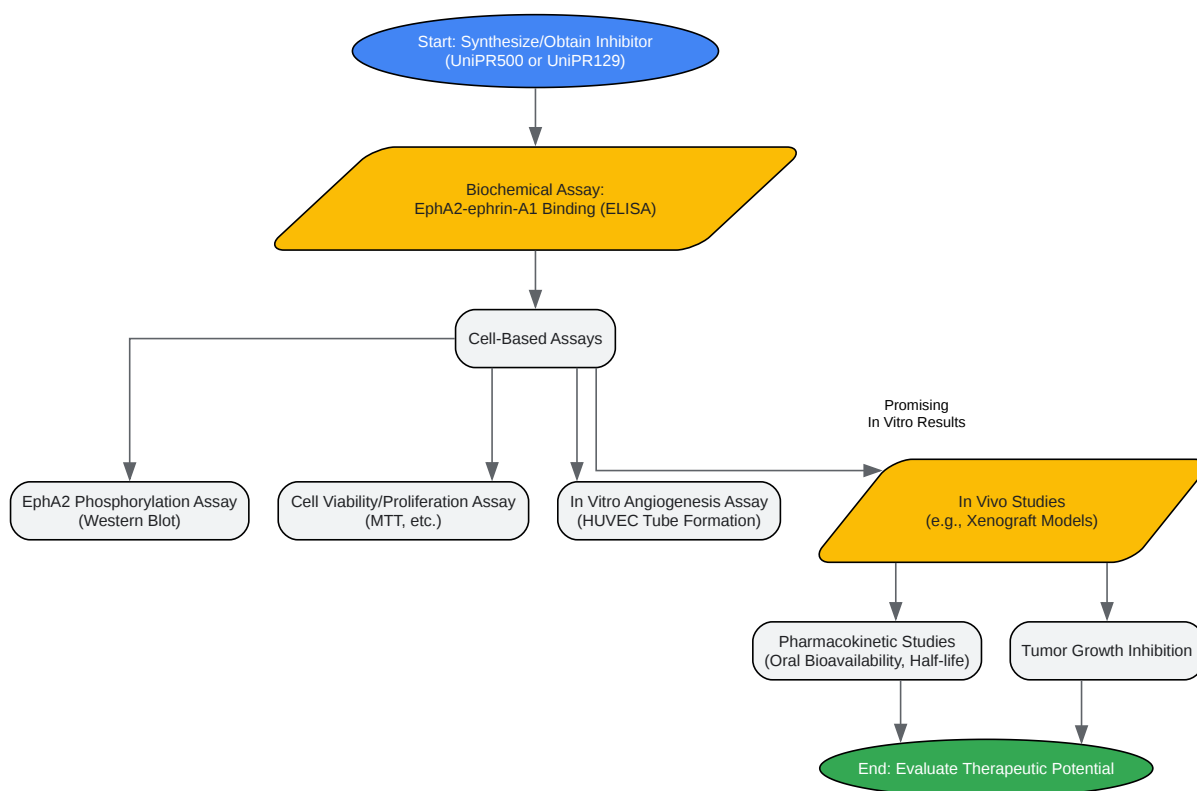 Start: Synthesize/Obtain Inhibitor
(UniPR500 or UniPR129)
Biochemical Assay:
EphA2-ephrin-A1 Binding (ELISA)
Cell-Based Assays
Promising
In Vitro Results
EphA2 Phosphorylation Assay
(Western Blot)
Cell Viability/Proliferation Assay
(MTT, etc.)
In Vitro Angiogenesis Assay
(HUVEC Tube Formation)
In Vivo Studies
(e.g., Xenograft Models)
Pharmacokinetic Studies
(Oral Bioavailability, Half-life)
Tumor Growth Inhibition
End: Evaluate Therapeutic Potential